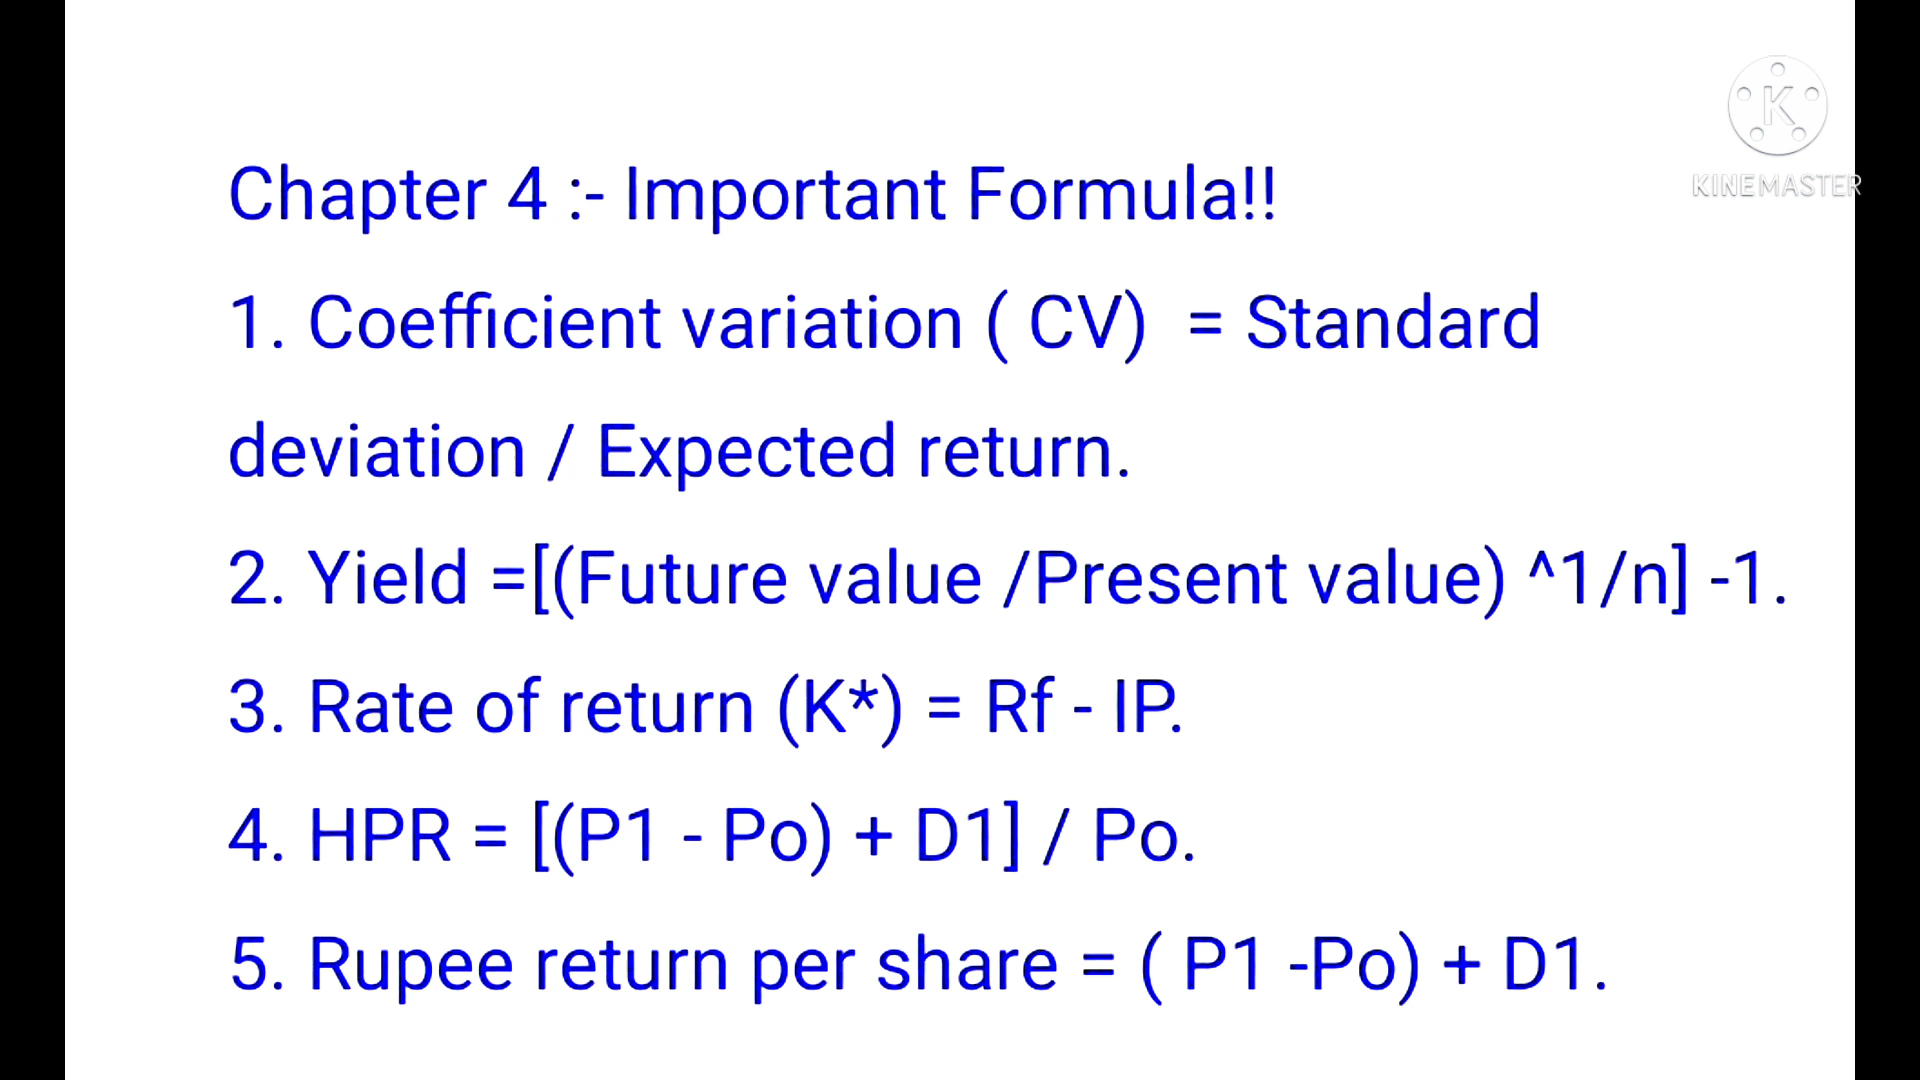 K
KINEMASTER
Chapter 4 :- Important Formula!!
1. Coefficient variation ( CV)  = Standard
deviation / Expected return.
2. Yield =[(Future value /Present value) ^1/n] -1.
3. Rate of return (K*) = Rf - IP.
4. HPR = [(P1 - Po) + D1] / Po.
5. Rupee return per share = ( P1 -Po) + D1.